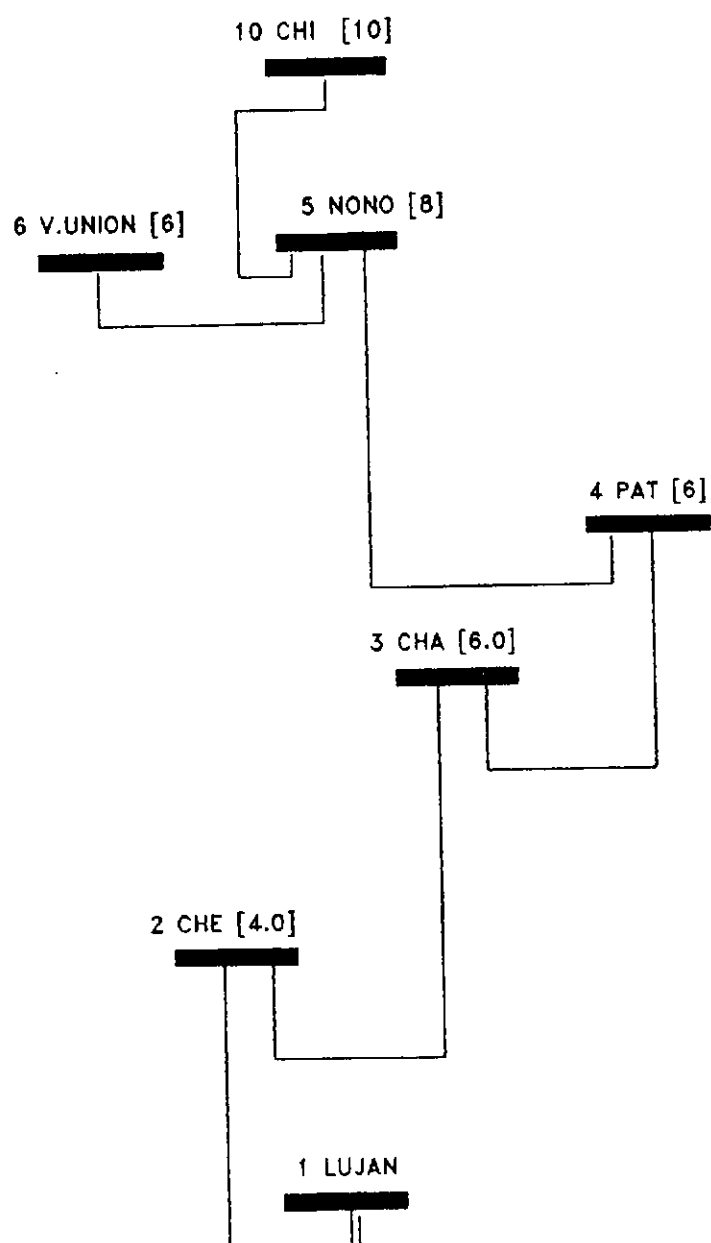 10 CHI [10]
5 NONO [8]
6 V.UNION [6]
4 PAT [6]
3 CHA [6.0]
2 CHE [4.0]
1 LUJAN